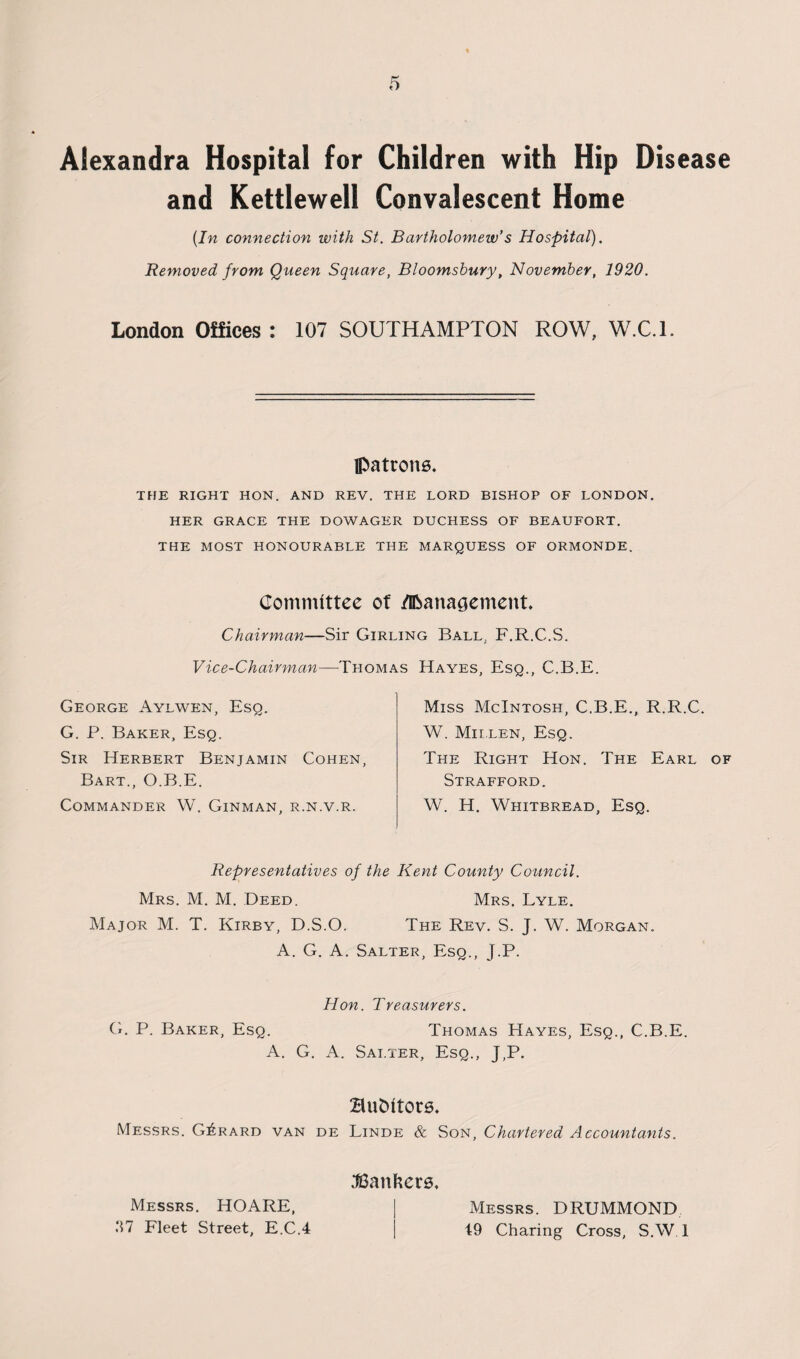 5
Alexandra Hospital for Children with Hip Disease
and Kettlewell Convalescent Home
(In connection with St. Bartholomew's Hospital).
Removed from Queen Square, Bloomsbury, November, 1920.
London Offices : 107 SOUTHAMPTON ROW, W.C.1.
Patrons.
THE RIGHT HON. AND REV. THE LORD BISHOP OF LONDON.
HER GRACE THE DOWAGER DUCHESS OF BEAUFORT.
THE MOST HONOURABLE THE MARQUESS OF ORMONDE.
Committee of Management.
Chairman—Sir GIRLING BALL, F.R.C.S.
Vice-Chairman—THOMAS HAYES, ESQ., C.B.E.
GEORGE AYLWEN, ESQ.
G. P. BAKER, ESQ.
SIR HERBERT BENJAMIN COHEN,
BART., O.B.E.
COMMANDER W. GINMAN, R.N.V.R.
MISS MCINTOSH, C.B.E., R.R.C.
W. MILLEN, ESQ.
THE RIGHT HON. THE EARL OF
STRAFFORD.
W. H. WHITBREAD, ESQ.
Representatives of the Kent County Council.
MRS. M. M. DEED. MRS. LYLE.
MAJOR M. T. KIRBY, D.S.O. THE REV. S. J. W. MORGAN.
A. G. A. SALTER, ESQ., J.P.
Hon. Treasurers.
G. P. BAKER, ESQ. THOMAS HAYES, ESQ., C.B.E.
A. G. A. SALTER, ESQ., J,P.
Auditors.
MESSRS. GÉRARD VAN DE LINDE & SON, Chartered Accountants.
Bankers.
MESSRS. HOARE,
37 Fleet Street, E.C.4
MESSRS. DRUMMOND
49 Charing Cross, S.W.1